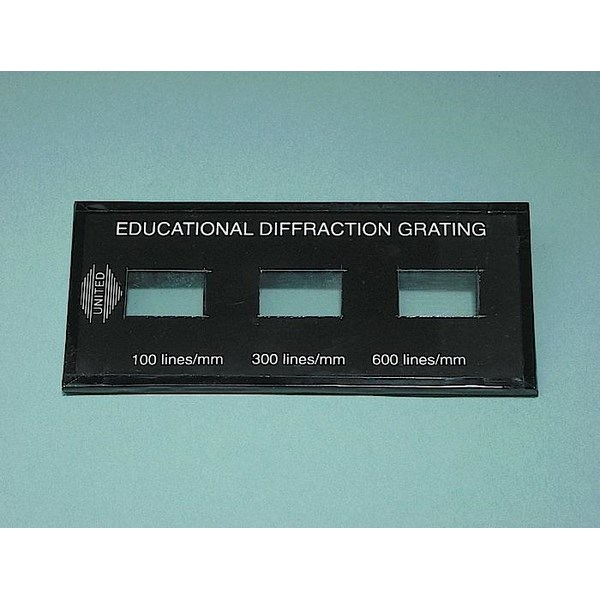 EDUCATIONAL DIFFRACTION GRATING
UNITED
100 lines/mm 300 lines/mm 600 lines/mm